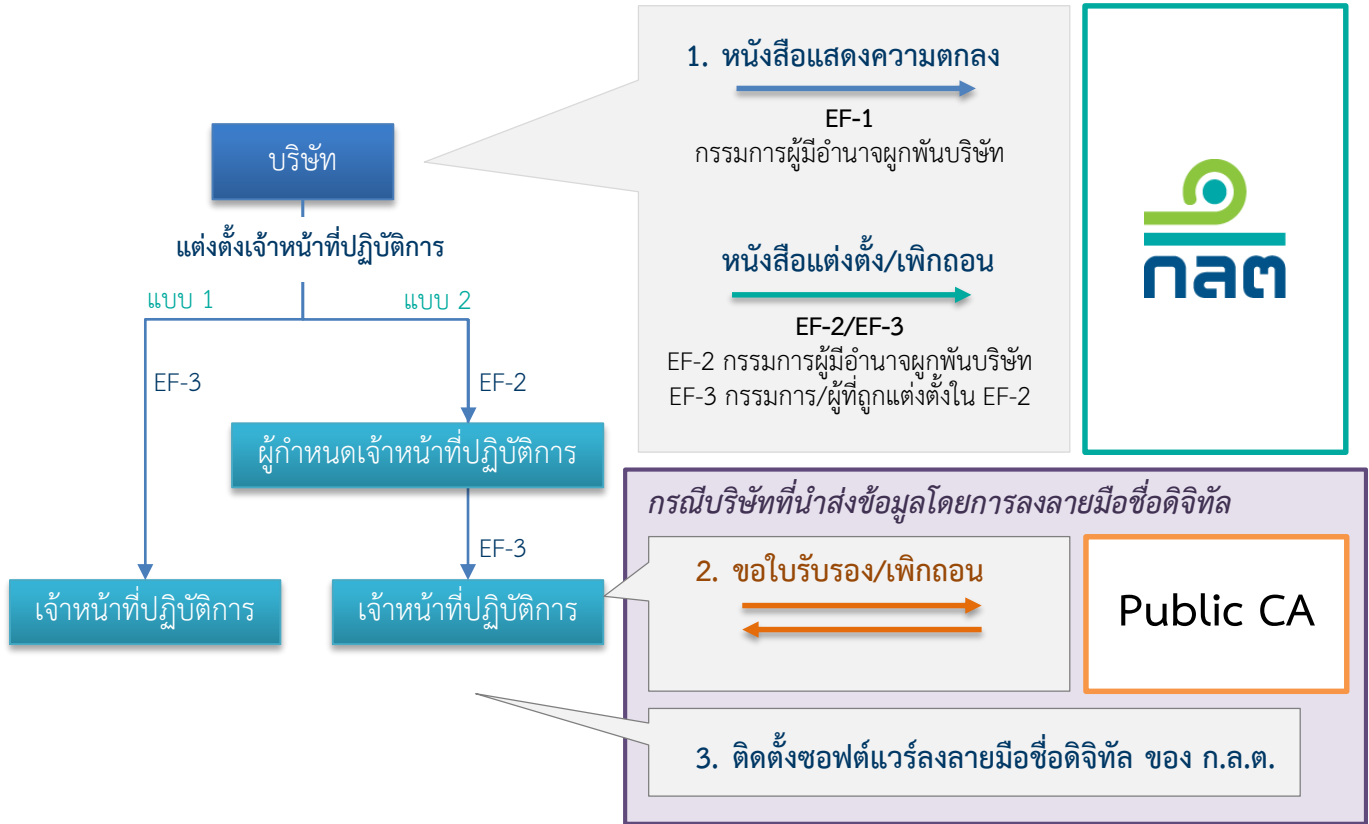 บริษัท
แต่งตั้งเจ้าหน้าที่ปฏิบัติการ
แบบ 1
แบบ 2
EF-3
EF-2
ผู้กำหนดเจ้าหน้าที่ปฏิบัติการ
EF-3
เจ้าหน้าที่ปฏิบัติการ
เจ้าหน้าที่ปฏิบัติการ
1. หนังสือแสดงความตกลง
EF-1
กรรมการผู้มีอำนาจผูกพันบริษัท
หนังสือแต่งตั้ง/เพิกถอน
EF-2/EF-3
EF-2 กรรมการผู้มีอำนาจผูกพันบริษัท
EF-3 กรรมการ/ผู้ที่ถูกแต่งตั้งใน EF-2
กลต
กรณีบริษัทที่นำส่งข้อมูลโดยการลงลายมือชื่อดิจิทัล
2. ขอใบรับรอง/เพิกถอน
Public CA
3. ติดตั้งซอฟต์แวร์ลงลายมือชื่อดิจิทัล ของ ก.ล.ต.